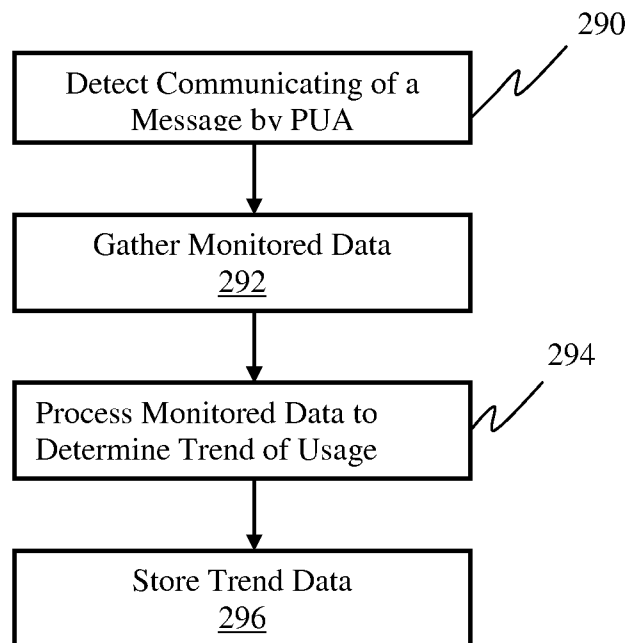 290
Detect Communicating of a
Message by PUA
Gather Monitored Data
292
294
Process Monitored Data to
Determine Trend of Usage
Store Trend Data
296